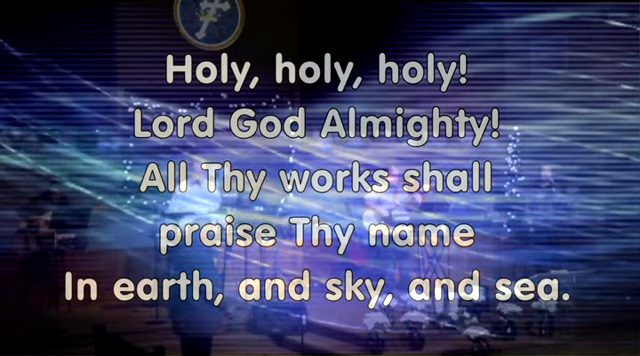 Holy, holy, holy!
Lord God Almighty!
All Thy works shall
praise Thy name
In earth, and sky, and sea.